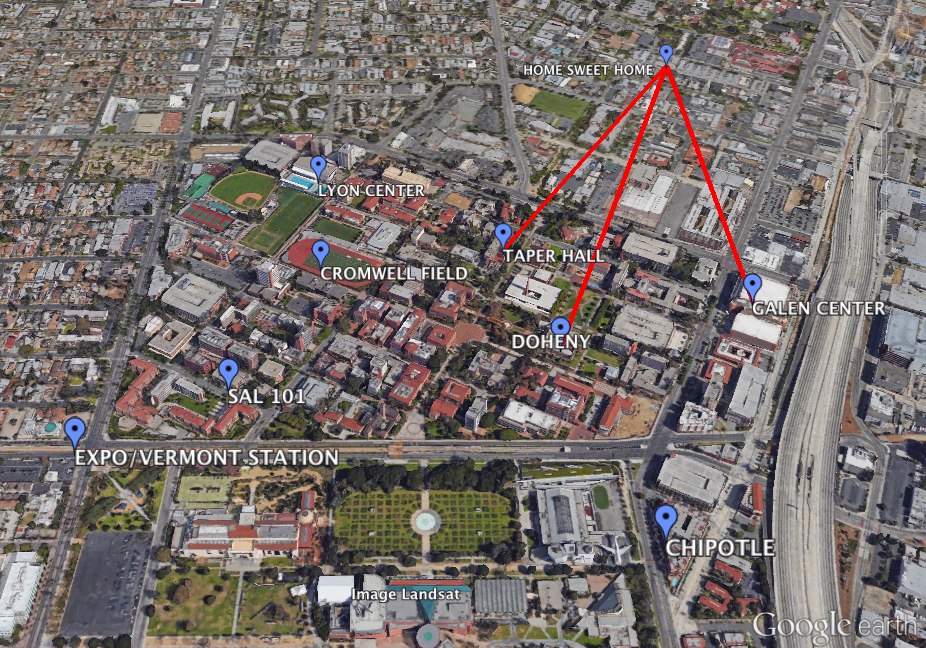 HOME SWEET HOME
LYON CENTER
TAPER HALL
CROMWELL FIELD
GALEN CENTER
DOHENY
SAL 101
EXPO/VERMONT STATION
CHIPOTLE
Image Landsat
Google earth